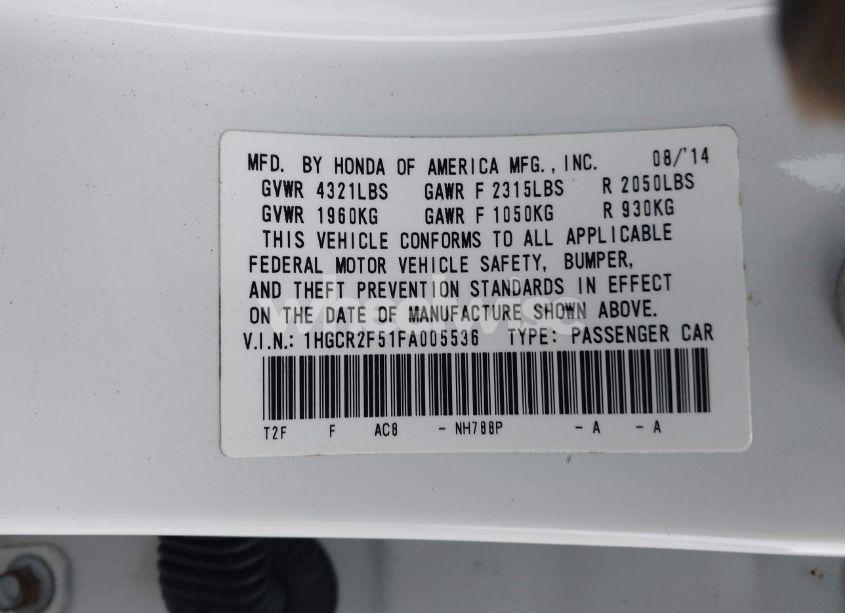 MFD. BY HONDA OF AMERICA MFG., INC. 08/'14
GVWR 4321LBS GAWR F 2315LBS R 2050LBS
GVWR 1960KG GAWR F 1050KG R 930KG
THIS VEHICLE CONFORMS TO ALL APPLICABLE
FEDERAL MOTOR VEHICLE SAFETY, BUMPER,
AND THEFT PREVENTION STANDARDS IN EFFECT
ON THE DATE OF MANUFACTURE SHOWN ABOVE.
V.I.N.: 1HGCR2F51FA005536 TYPE: PASSENGER CAR
T2F F AC8 - NH788P - A - A